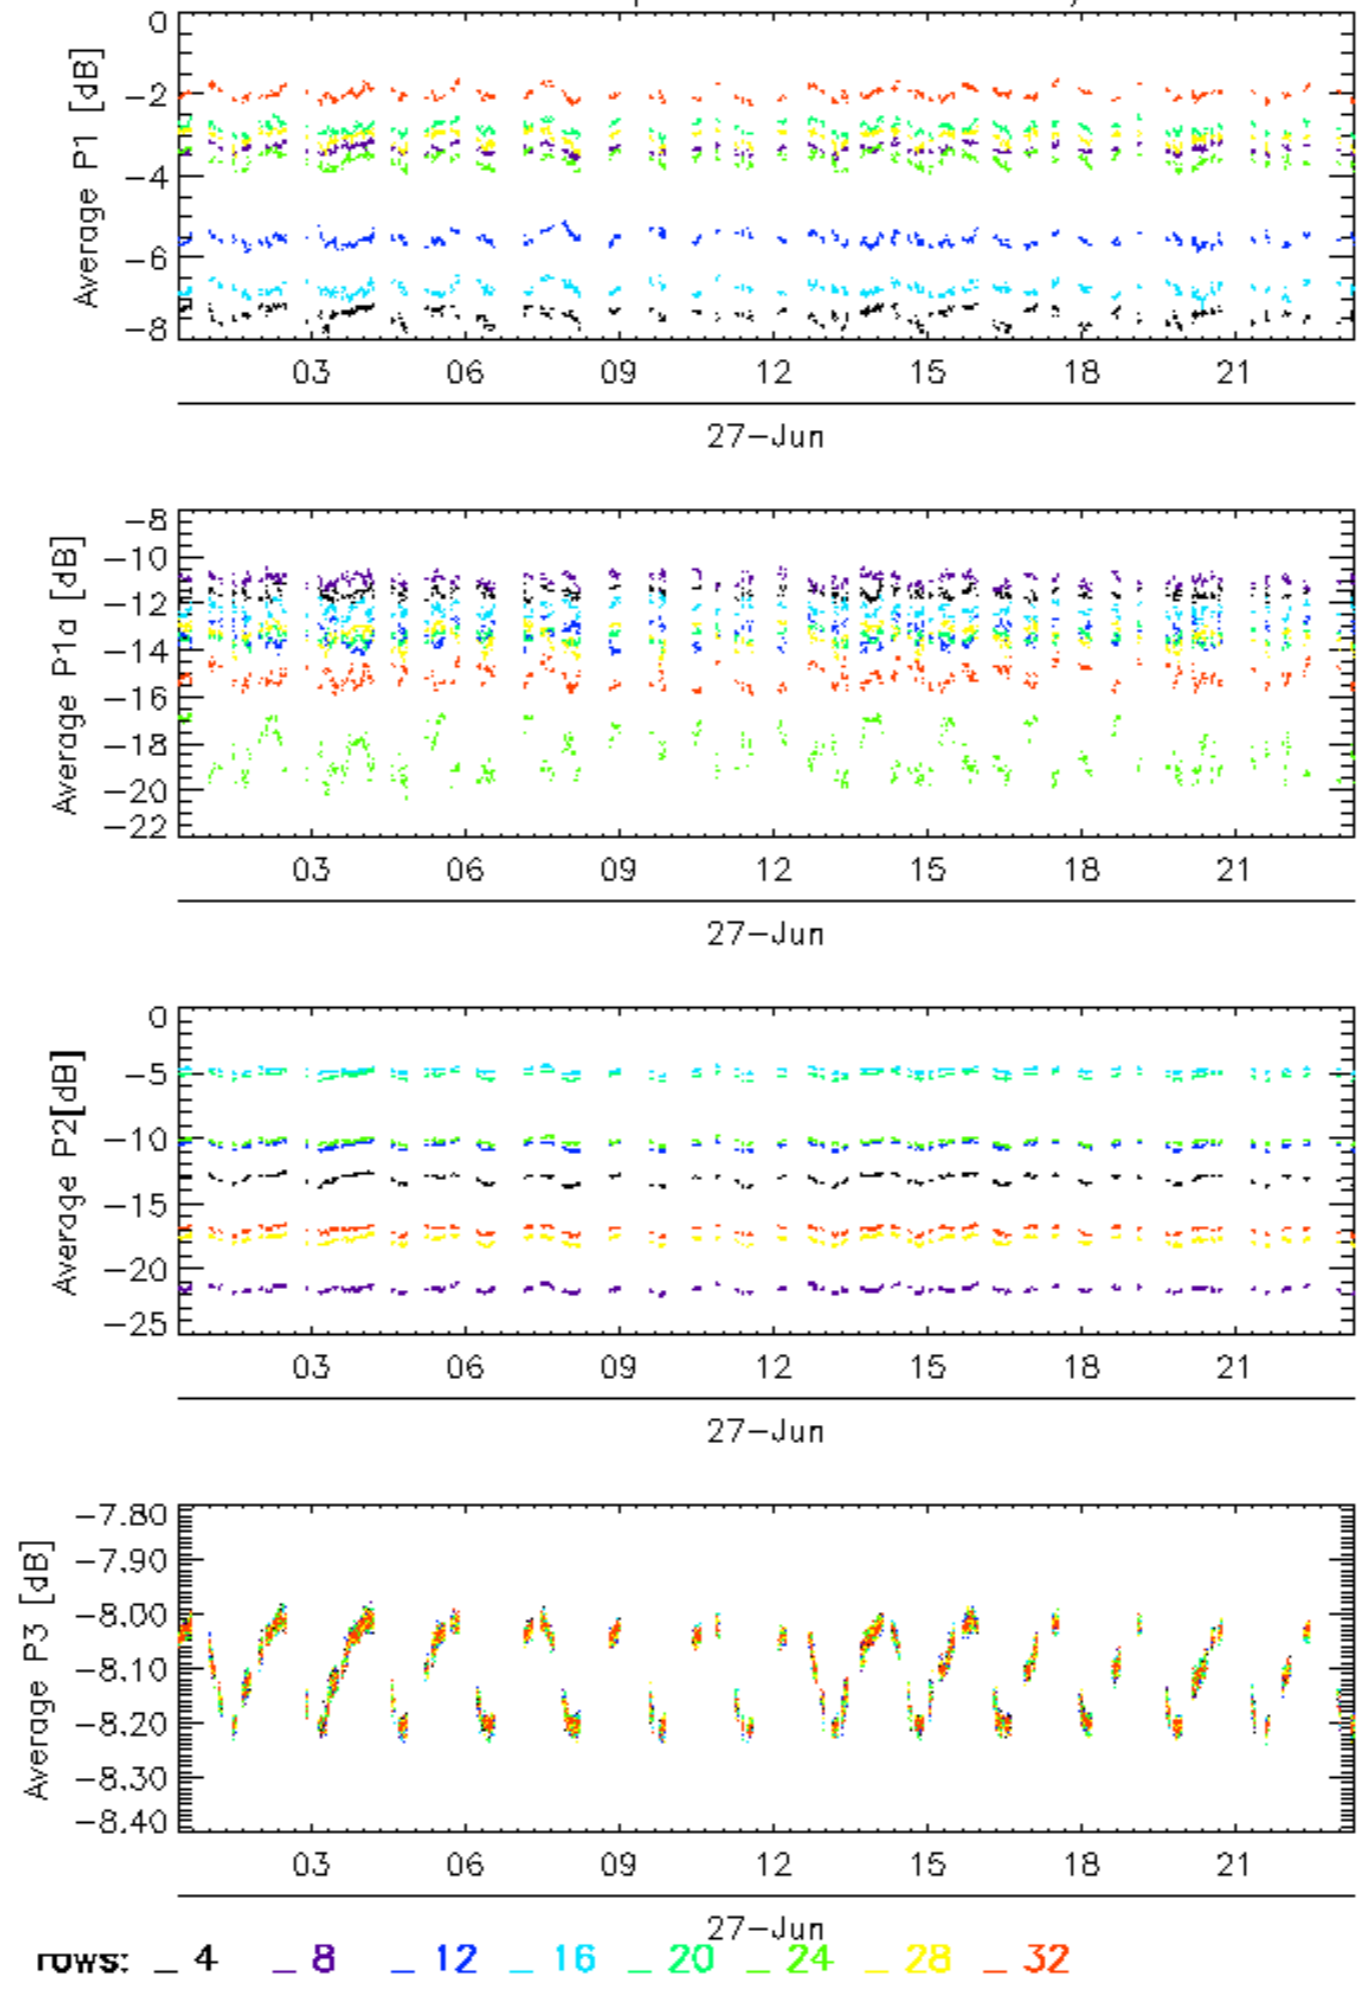 Average P1 [dB]
0
−2
−4
−6
−8
03 06 09 12 15 18 21
27−Jun
Average P1a [dB]
−8
−10
−12
−14
−16
−18
−20
−22
03 06 09 12 15 18 21
27−Jun
Average P2[dB]
0
−5
−10
−15
−20
−25
03 06 09 12 15 18 21
27−Jun
Average P3 [dB]
−7.80
−7.90
−8.00
−8.10
−8.20
−8.30
−8.40
03 06 09 12 15 18 21
27−Jun
rows: _ 4 _ 8 _ 12 _ 16 _ 20 _ 24 _ 28 _ 32